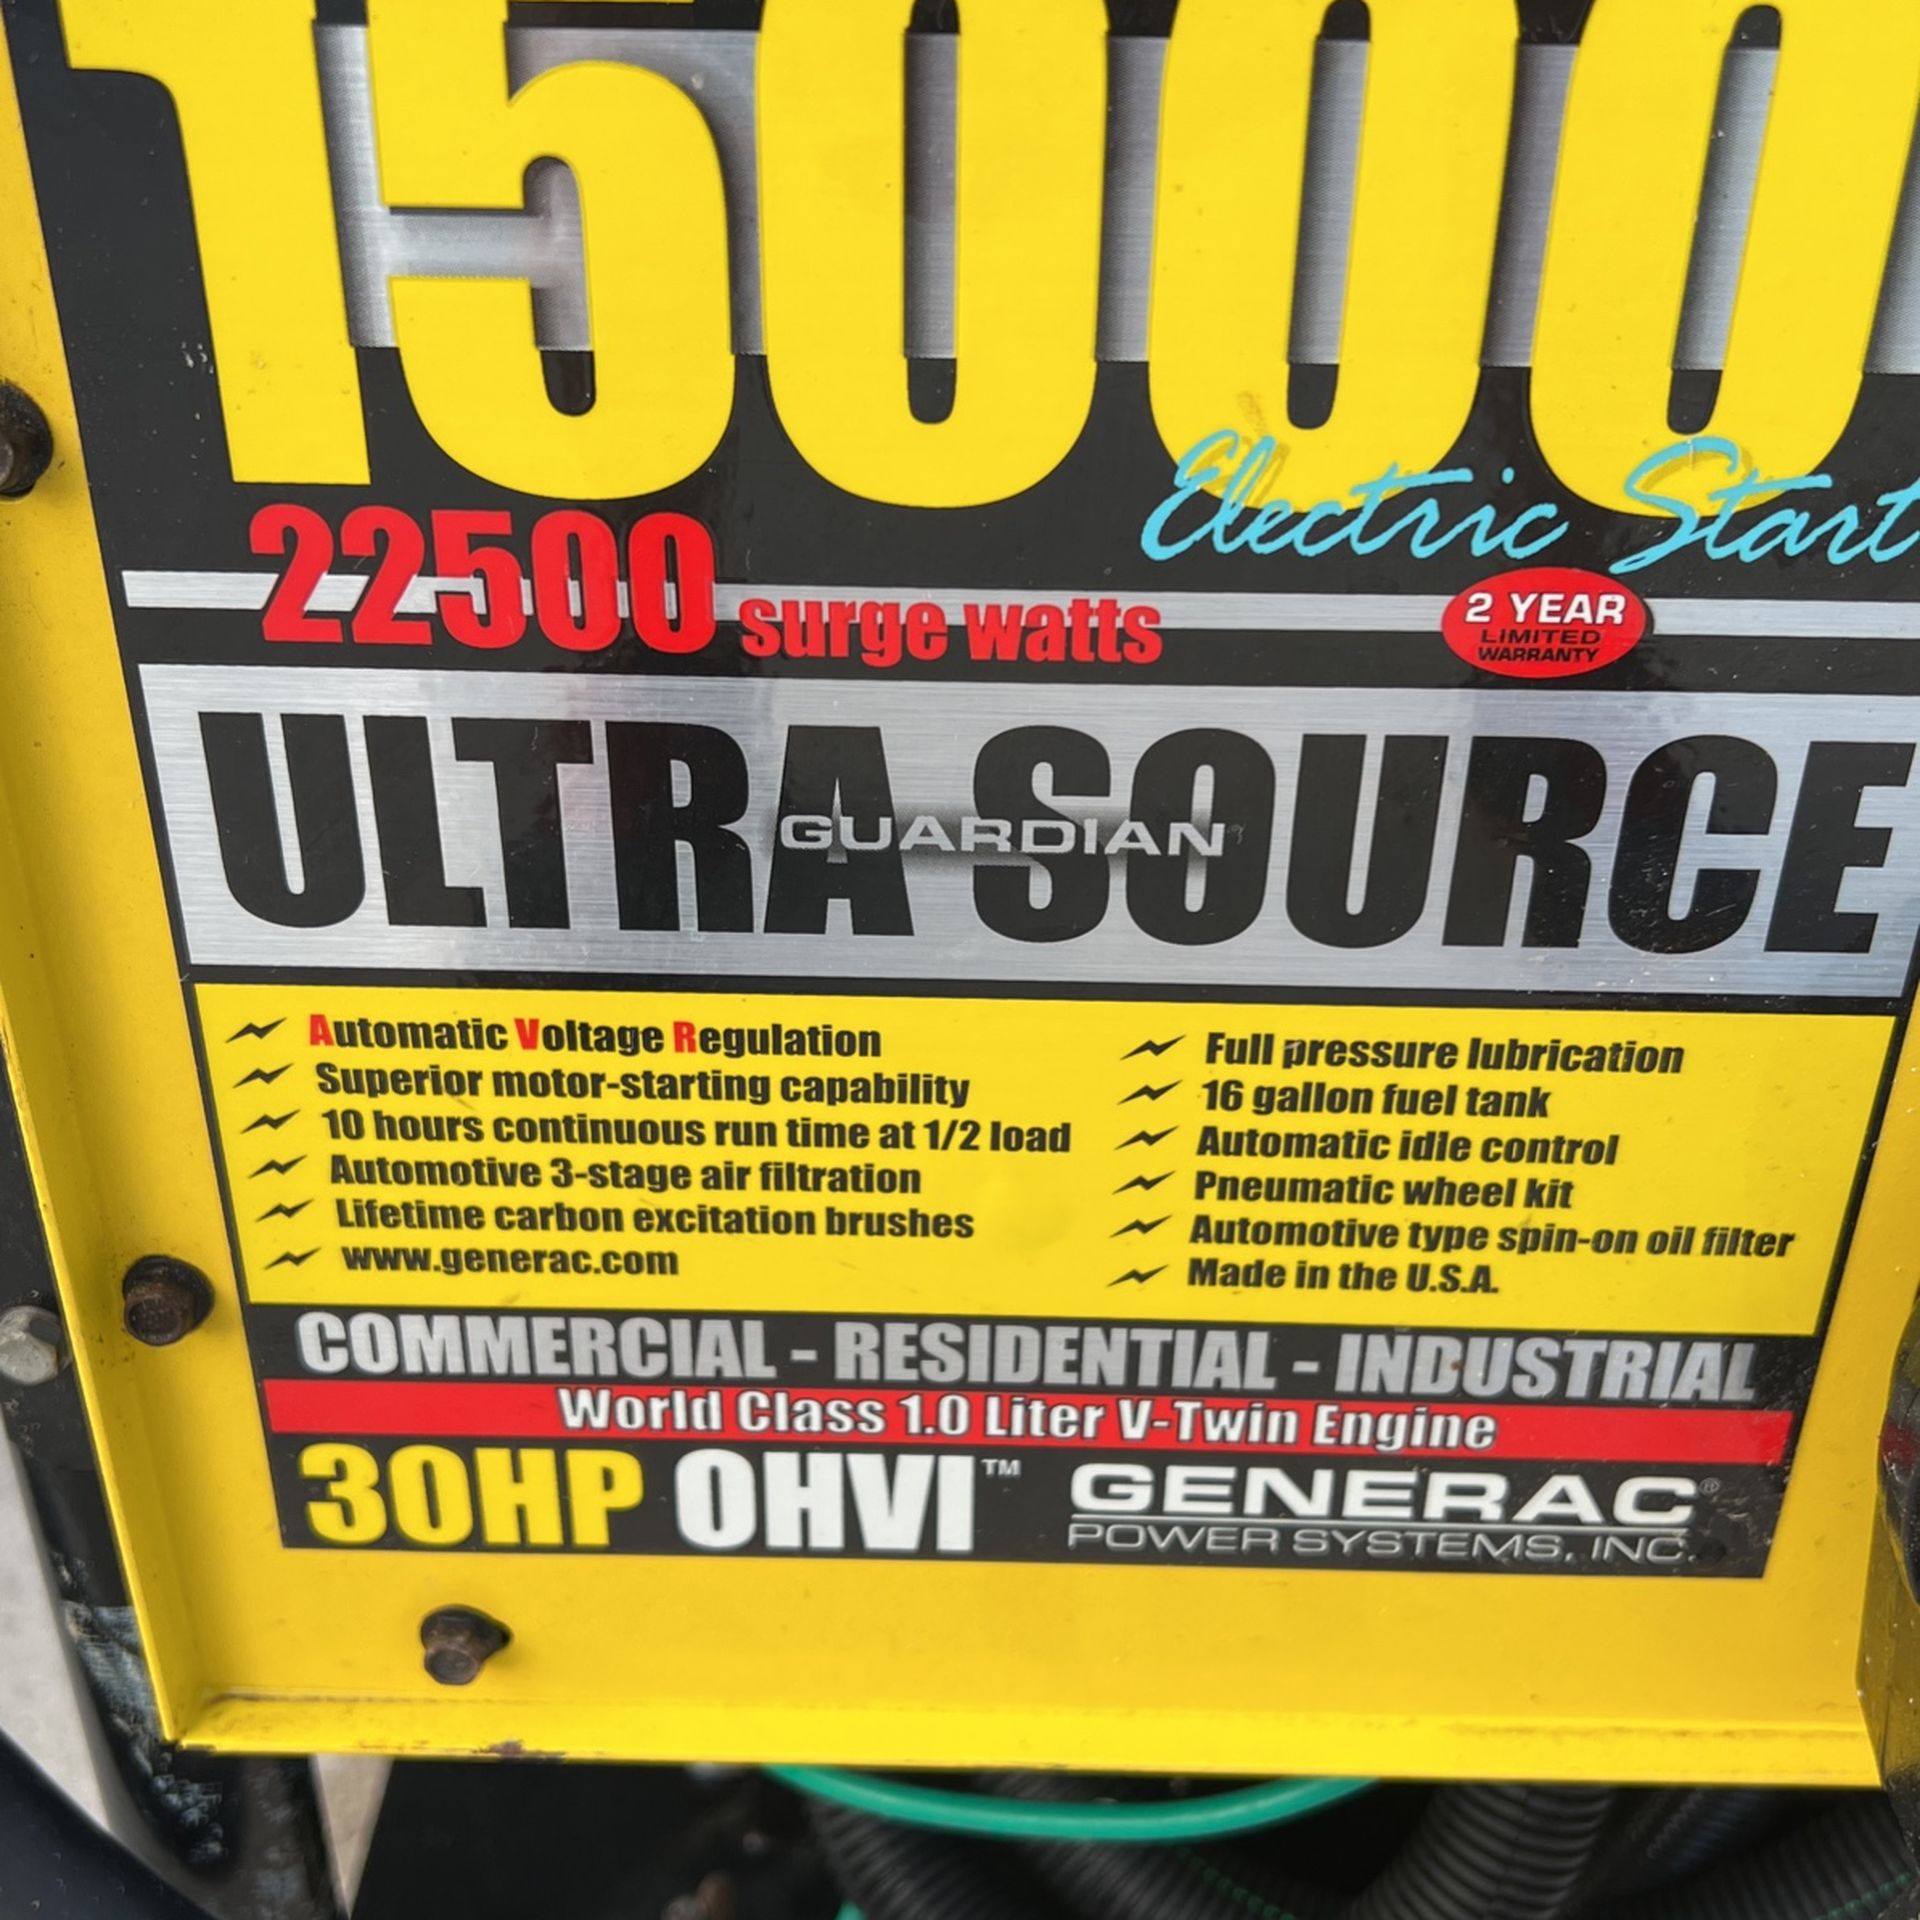 15000
Electric Start
22500 surge watts
2 YEAR
LIMITED
WARRANTY
ULTRA SOURCE
GUARDIAN
Automatic Voltage Regulation
Superior motor-starting capability
10 hours continuous run time at 1/2 load
Automotive 3-stage air filtration
Lifetime carbon excitation brushes
www.generac.com
Full pressure lubrication
16 gallon fuel tank
Automatic idle control
Pneumatic wheel kit
Automotive type spin-on oil filter
Made in the U.S.A.
COMMERCIAL - RESIDENTIAL - INDUSTRIAL
World Class 1.0 Liter V-Twin Engine
30HP OHVI™
GENERAC®
POWER SYSTEMS, INC.